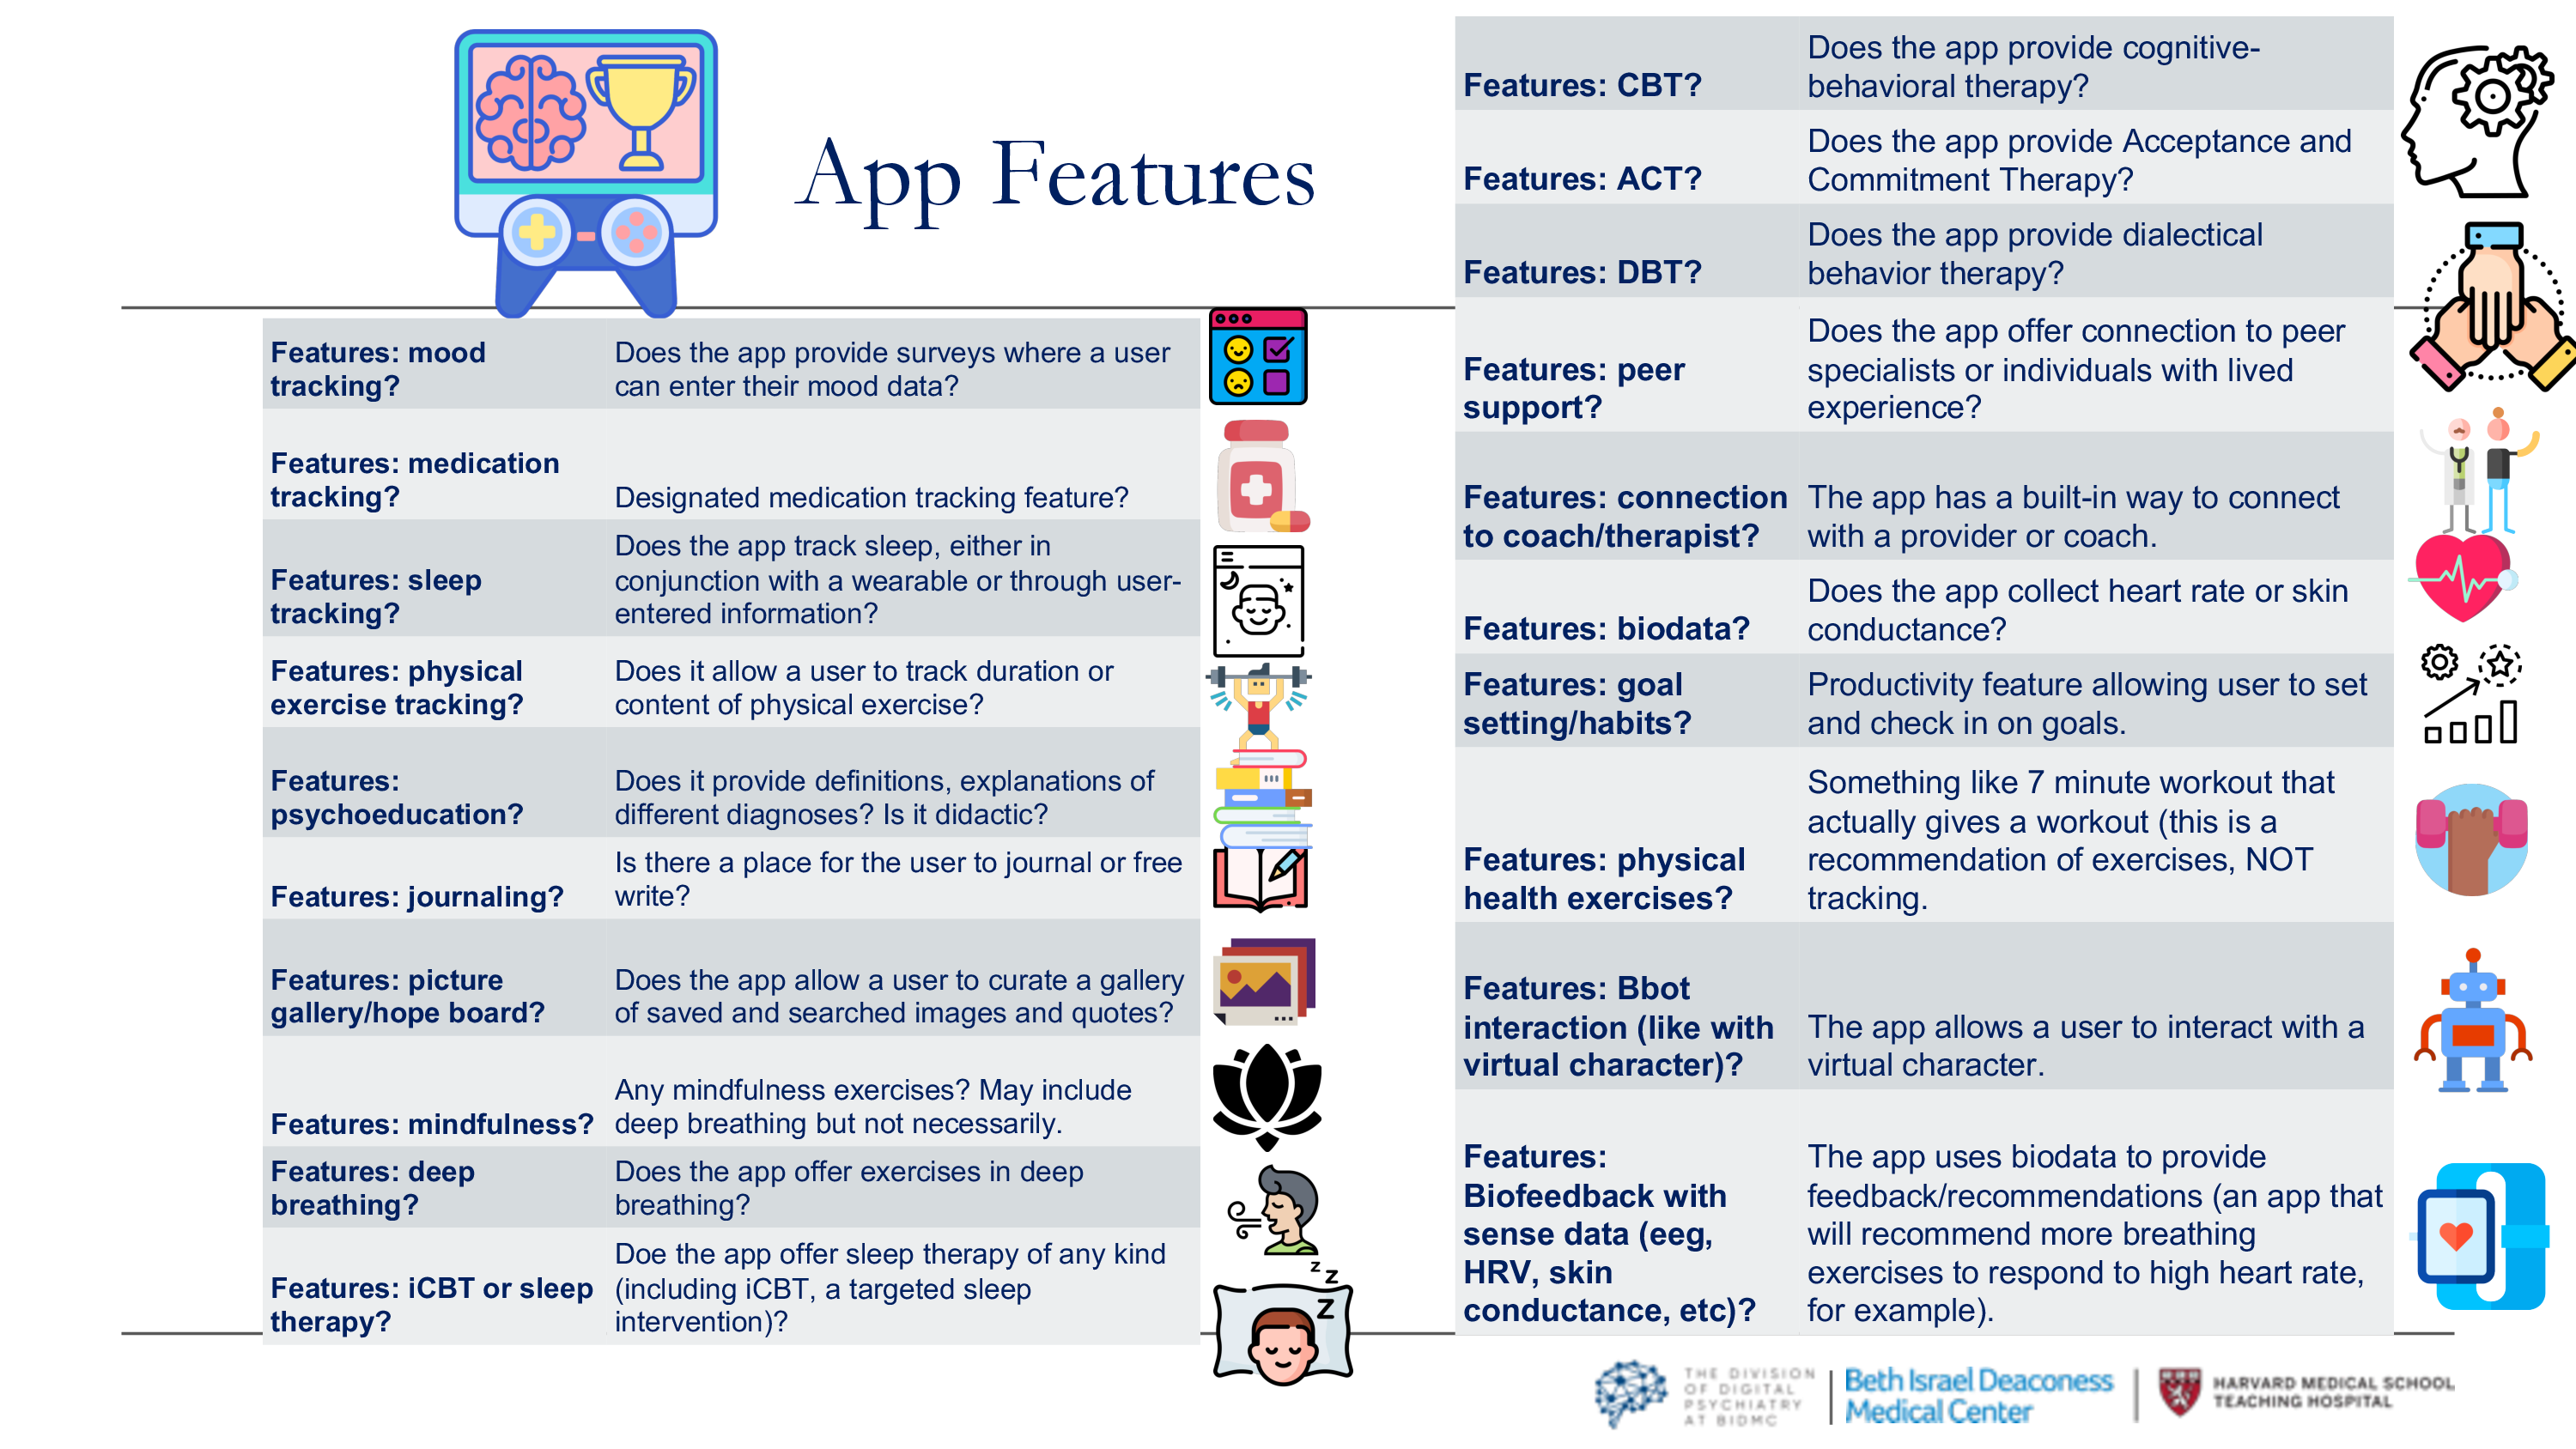 App Features
Features: mood
tracking?
Does the app provide surveys where a user
can enter their mood data?
Features: medication
tracking?
Designated medication tracking feature?
Features: sleep
tracking?
Does the app track sleep, either in
conjunction with a wearable or through user-
entered information?
Features: physical
exercise tracking?
Does it allow a user to track duration or
content of physical exercise?
Features:
psychoeducation?
Does it provide definitions, explanations of
different diagnoses? Is it didactic?
Features: journaling?
Is there a place for the user to journal or free
write?
Features: picture
gallery/hope board?
Does the app allow a user to curate a gallery
of saved and searched images and quotes?
Features: mindfulness?
Any mindfulness exercises? May include
deep breathing but not necessarily.
Features: deep
breathing?
Does the app offer exercises in deep
breathing?
Features: iCBT or sleep
therapy?
Doe the app offer sleep therapy of any kind
(including iCBT, a targeted sleep
intervention)?
z z
Z
Features: CBT?
Does the app provide cognitive-
behavioral therapy?
Features: ACT?
Does the app provide Acceptance and
Commitment Therapy?
Features: DBT?
Does the app provide dialectical
behavior therapy?
Features: peer
support?
Does the app offer connection to peer
specialists or individuals with lived
experience?
Features: connection
to coach/therapist?
The app has a built-in way to connect
with a provider or coach.
Features: biodata?
Does the app collect heart rate or skin
conductance?
Features: goal
setting/habits?
Productivity feature allowing user to set
and check in on goals.
Features: physical
health exercises?
Something like 7 minute workout that
actually gives a workout (this is a
recommendation of exercises, NOT
tracking.
Features: Bbot
interaction (like with
virtual character)?
The app allows a user to interact with a
virtual character.
Features:
Biofeedback with
sense data (eeg,
HRV, skin
conductance, etc)?
The app uses biodata to provide
feedback/recommendations (an app that
will recommend more breathing
exercises to respond to high heart rate,
for example).
THE DIVISION
OF DIGITAL
PSYCHIATRY
AT BIDMC
Beth Israel Deaconess
Medical Center
HARVARD MEDICAL SCHOOL
TEACHING HOSPITAL